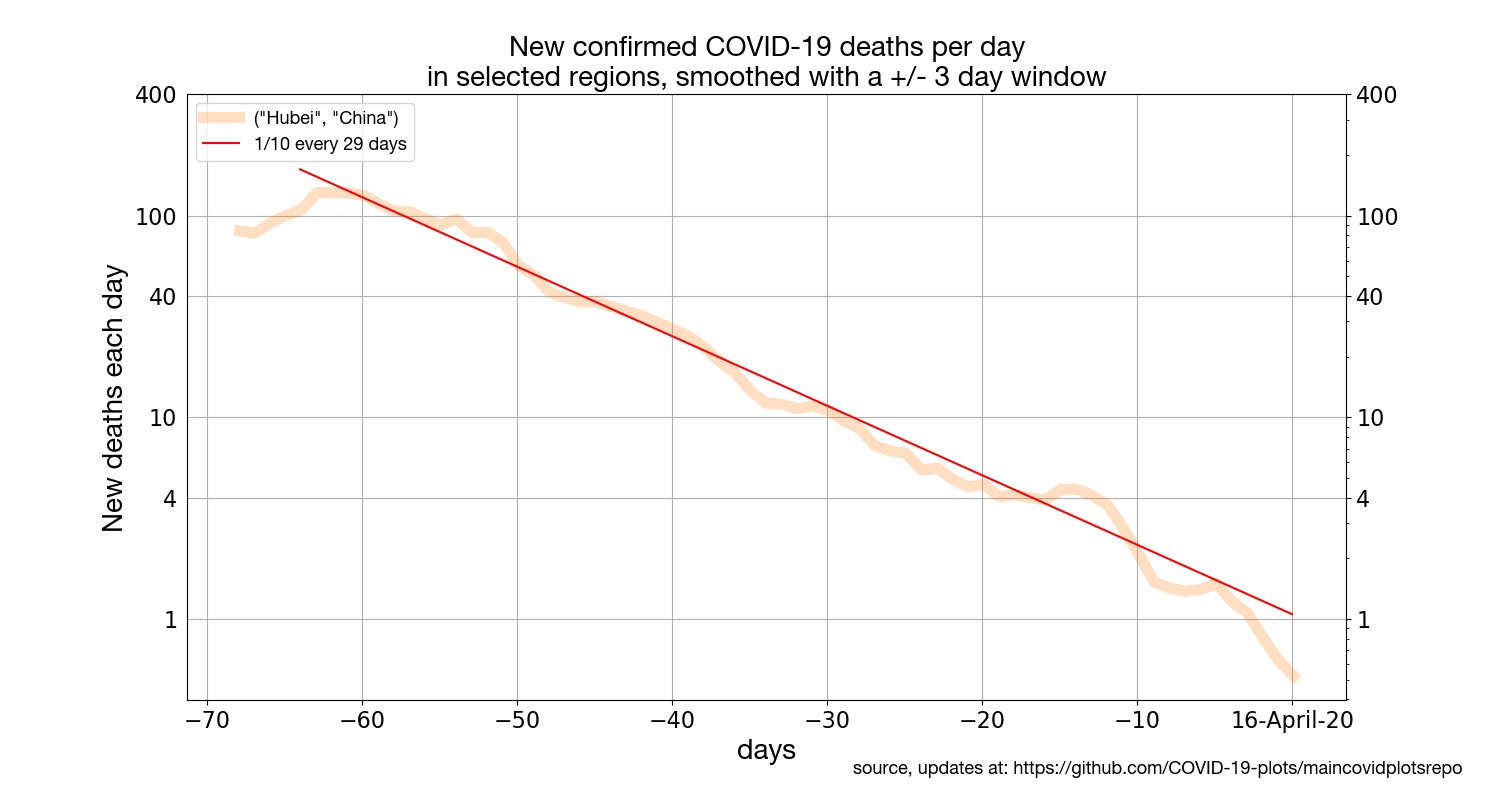 New confirmed COVID-19 deaths per day
in selected regions, smoothed with a +/- 3 day window
("Hubei", "China")
1/10 every 29 days
New deaths each day
400
100
40
10
4
1
400
100
40
10
4
1
−70 −60 −50 −40 −30 −20 −10 16-April-20
days
source, updates at: https://github.com/COVID-19-plots/maincovidplotsrepo